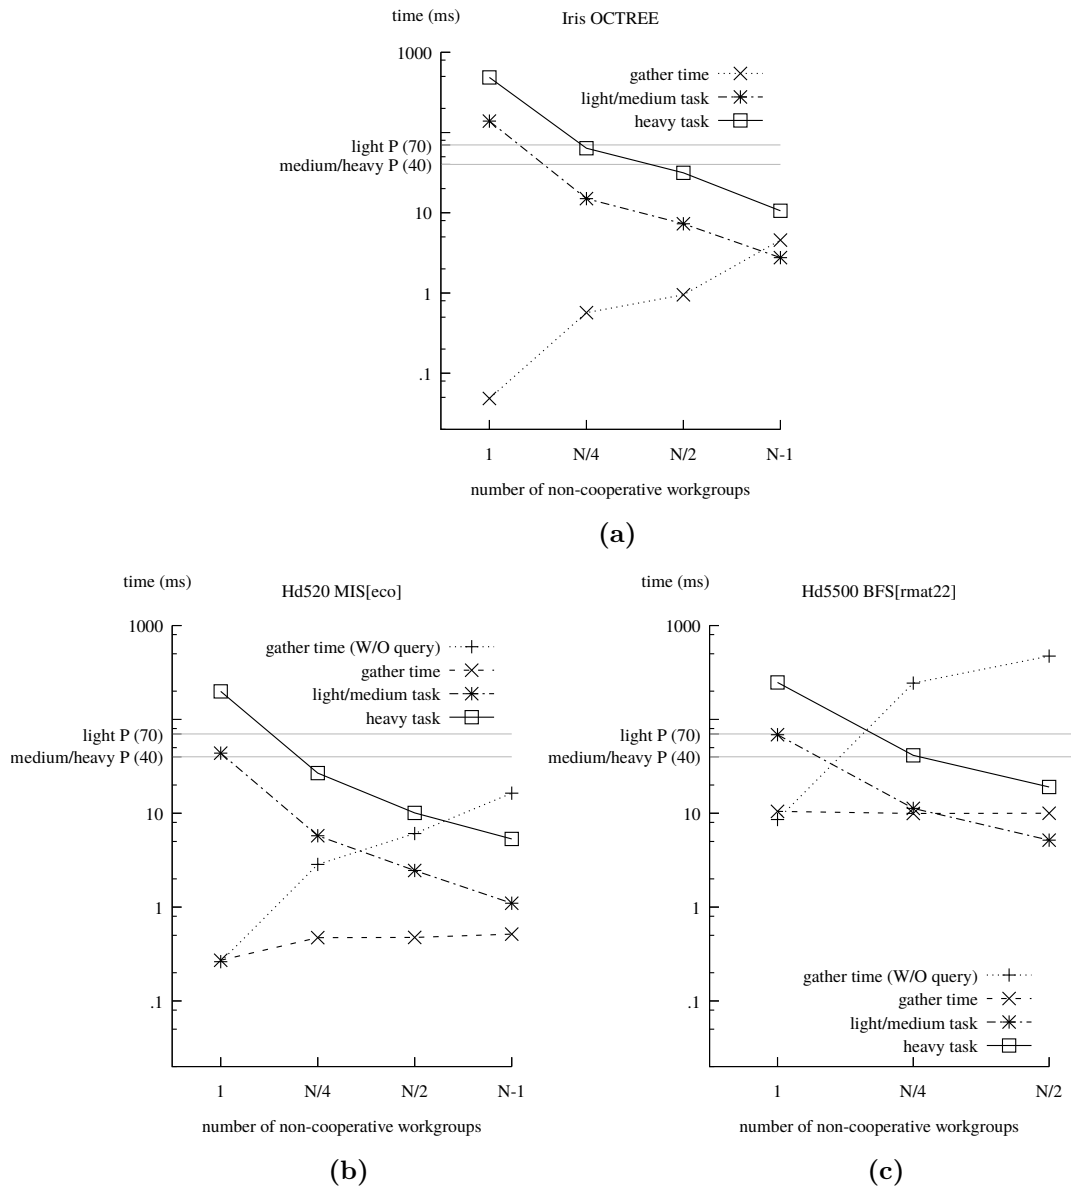 time (ms)
Iris OCTREE
1000
gather time
light/medium task
heavy task
light P (70)
medium/heavy P (40)
10
1
.1
1 N/4 N/2 N-1
number of non-cooperative workgroups
(a)
time (ms)
Hd520 MIS[eco]
1000
gather time (W/O query)
gather time
light/medium task
heavy task
light P (70)
medium/heavy P (40)
10
1
.1
1 N/4 N/2 N-1
number of non-cooperative workgroups
(b)
time (ms)
Hd5500 BFS[rmat22]
1000
light P (70)
medium/heavy P (40)
10
1
.1
gather time (W/O query)
gather time
light/medium task
heavy task
1 N/4 N/2
number of non-cooperative workgroups
(c)